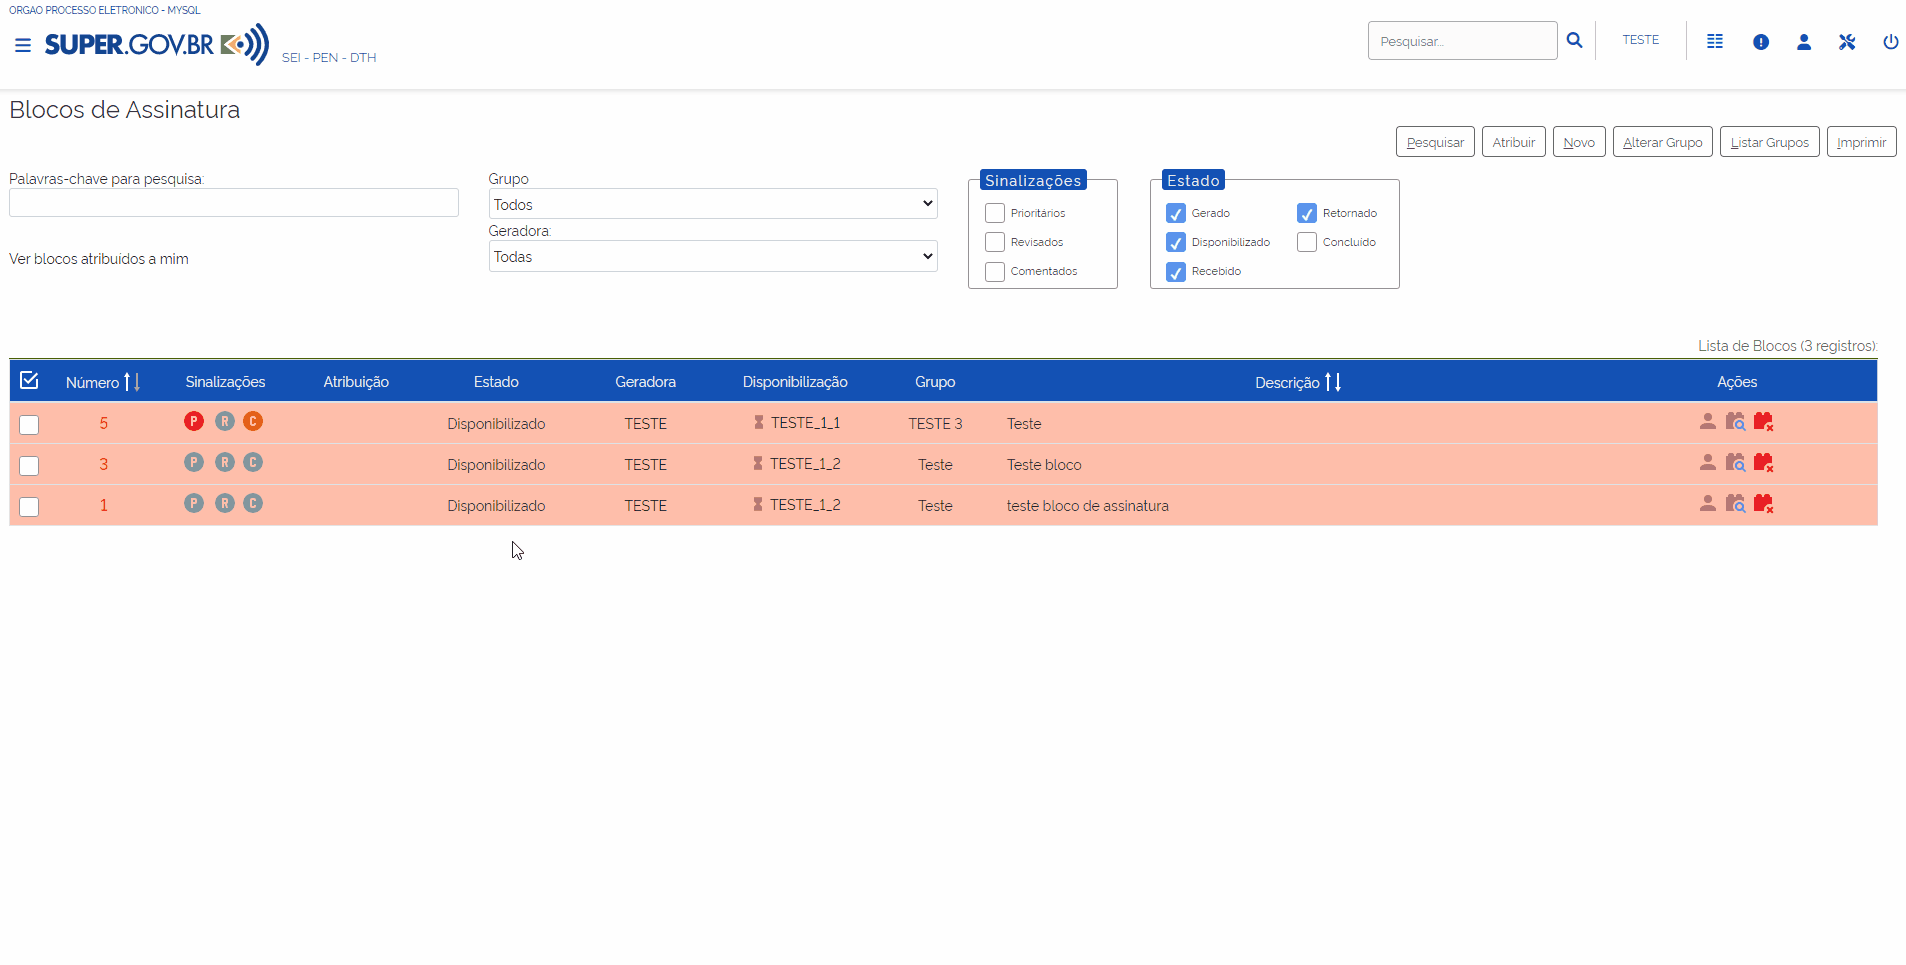 ORGAO PROCESSO ELETRONICO - MYSQL
SUPER.GOV.BR
SEI - PEN - DTH
Pesquisar...
TESTE
Blocos de Assinatura
Pesquisar
Atribuir
Novo
Alterar Grupo
Listar Grupos
Imprimir
Palavras-chave para pesquisa:
Ver blocos atribuídos a mim
Grupo
Todos
Geradora:
Todas
Sinalizações
Prioritários
Revisados
Comentados
Estado
Gerado
Retornado
Disponibilizado
Concluído
Recebido
Lista de Blocos (3 registros):
Número Sinalizações Atribuição Estado Geradora Disponibilização Grupo Descrição Ações
5 P R C Disponibilizado TESTE TESTE_1_1 TESTE 3 Teste
3 P R C Disponibilizado TESTE TESTE_1_2 Teste Teste bloco
1 P R C Disponibilizado TESTE TESTE_1_2 Teste teste bloco de assinatura